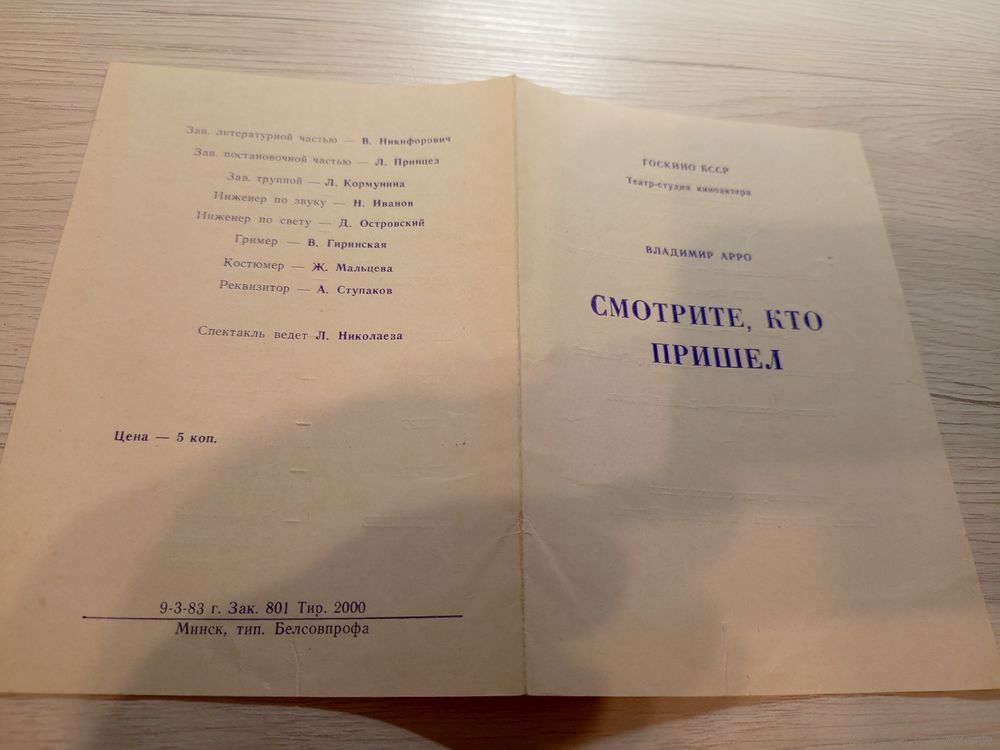 Зав. литературной частью — В. Никифорович
Зав. постановочной частью — Л. Принцез
Зав. труппой — Л. Кормунина
Инженер по звуку — Н. Иванов
Инженер по свету — Д. Островский
Гример — В. Гиринская
Костюмер — Ж. Мальцева
Реквизитор — А. Ступаков
Спектакль ведет Л. Николаеза
Цена — 5 коп.
9-3-83 г. Зак. 801 Тир. 2000
Минск, тип. Белсовпрофа
ГОСКИНО БССР
Театр-студия киноактера
ВЛАДИМИР АРРО
СМОТРИТЕ, КТО
ПРИШЕЛ